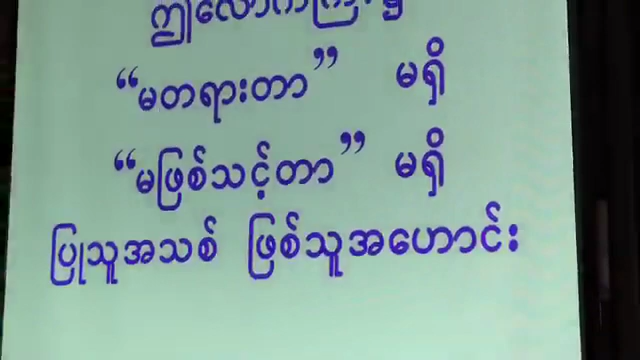 ဤလောကကြီး၌
“မတရားတာ” မရှိ
“မဖြစ်သင့်တာ” မရှိ
ပြုသူအသစ် ဖြစ်သူအဟောင်း